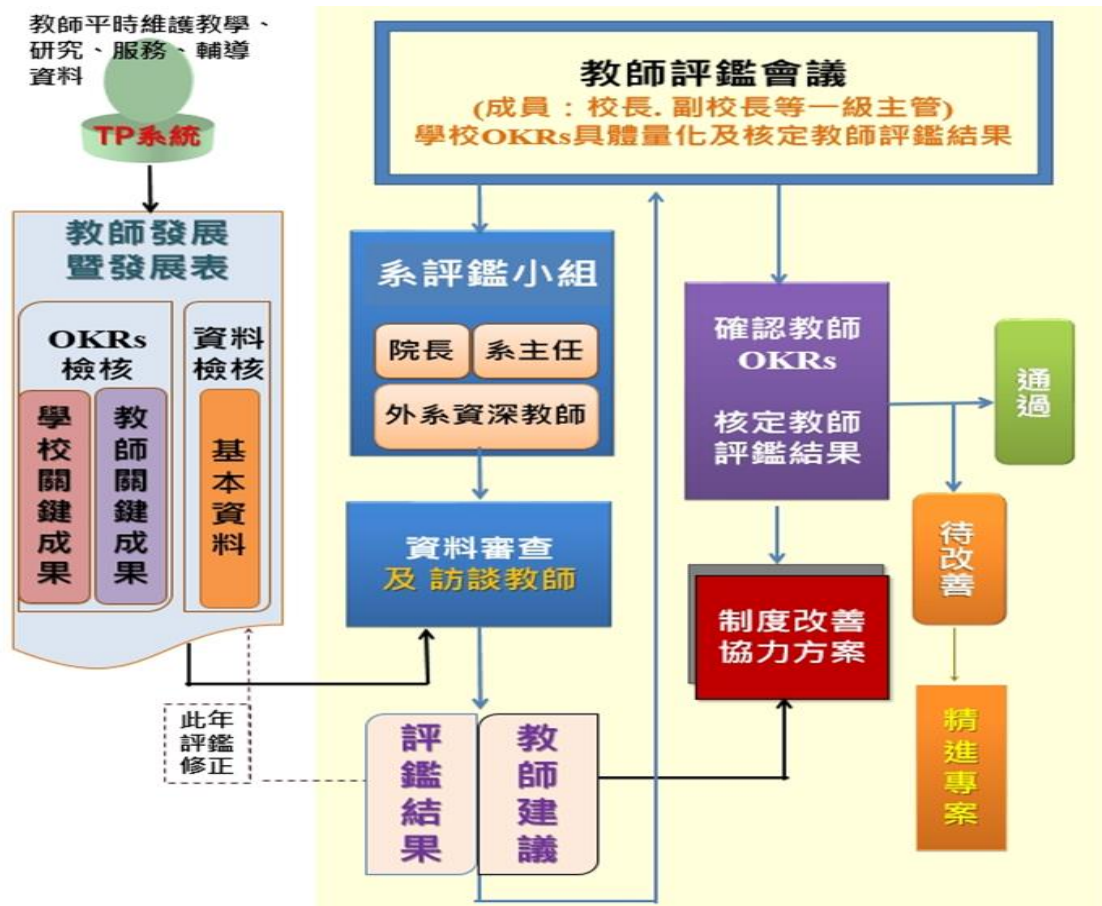 教師平時維護教學、
研究、服務、輔導
資料
TP系統
教師發展
暨發展表
OKRs
檢核
學校關鍵成果
教師關鍵成果
資料
檢核
基本資料
此年
評鑑
修正
教師評鑑會議
(成員：校長. 副校長等一級主管)
學校OKRs具體量化及核定教師評鑑結果
系評鑑小組
院長
系主任
外系資深教師
資料審查
及 訪談教師
評鑑結果
教師建議
確認教師
OKRs
核定教師
評鑑結果
制度改善
協力方案
通過
待改善
精進專案